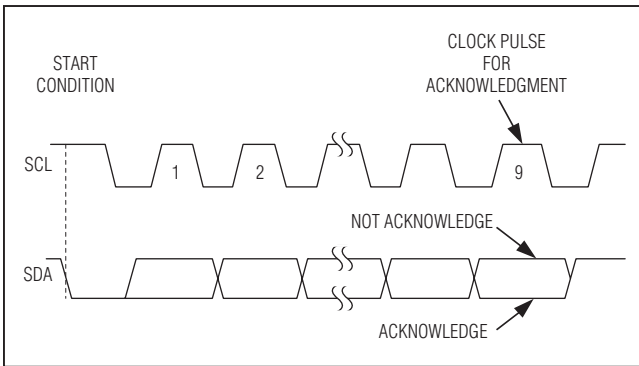 START
CONDITION
CLOCK PULSE
FOR
ACKNOWLEDGMENT
SCL
1
2
9
NOT ACKNOWLEDGE
SDA
ACKNOWLEDGE